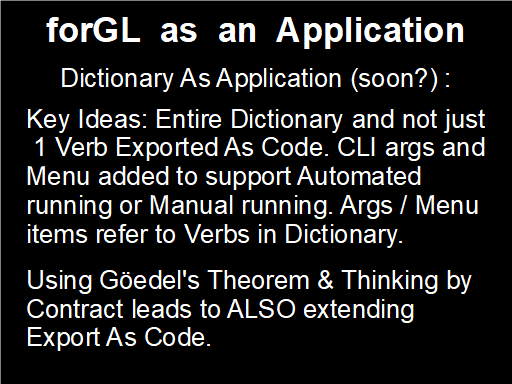 forGL as an Application
Dictionary As Application (soon?) :
Key Ideas: Entire Dictionary and not just
1 Verb Exported As Code. CLI args and
Menu added to support Automated
running or Manual running. Args / Menu
items refer to Verbs in Dictionary.
Using Göedel's Theorem & Thinking by
Contract leads to ALSO extending
Export As Code.